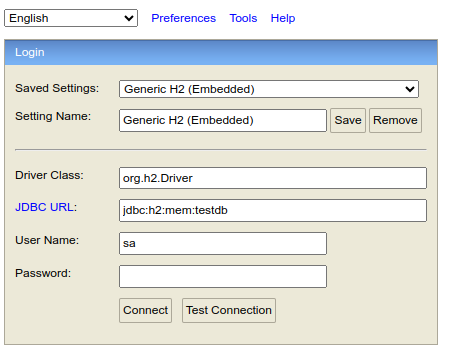 English Preferences Tools Help
Login
Saved Settings: Generic H2 (Embedded)
Setting Name: Generic H2 (Embedded) Save Remove
Driver Class: org.h2.Driver
JDBC URL: jdbc:h2:mem:testdb
User Name: sa
Password:
Connect Test Connection